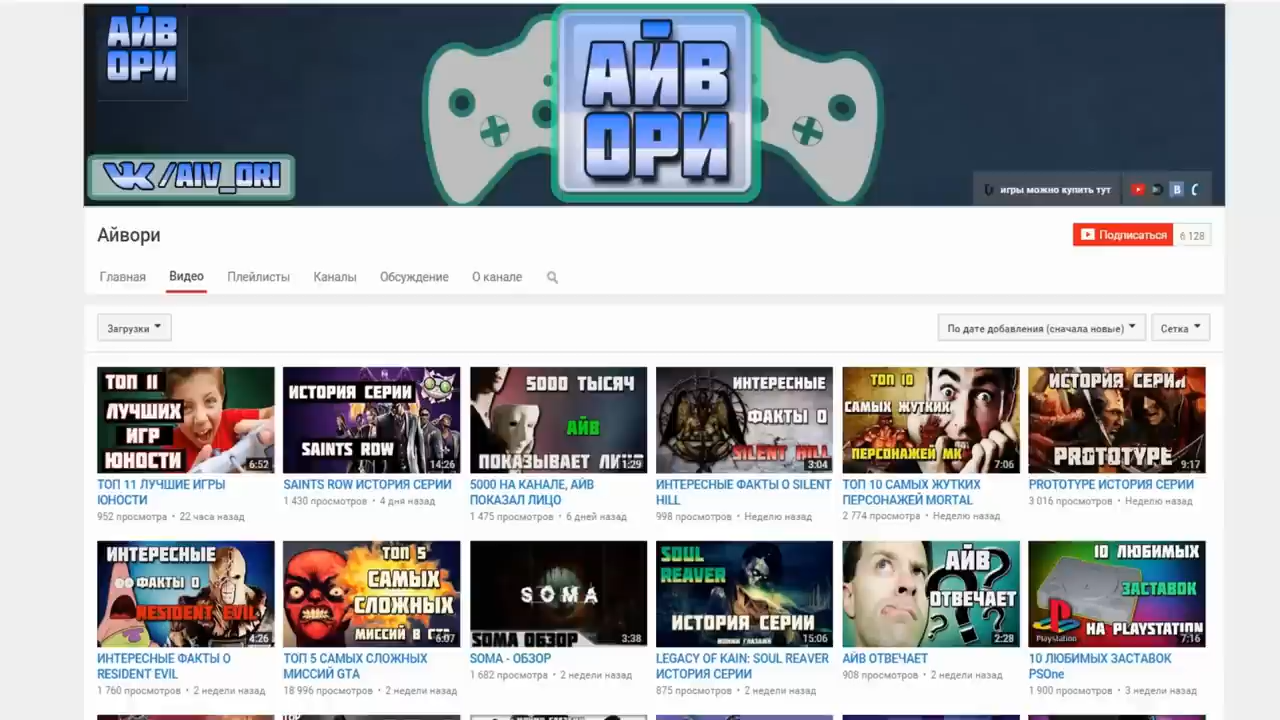 АЙВ
ОРИ
АЙВ
ОРИ
VK/AIV_ORI
игры можно купить тут
Айвори
Подписаться
6 128
Главная
Видео
Плейлисты
Каналы
Обсуждение
О канале
Загрузки
По дате добавления (сначала новые)
Сетка
ТОП 11
ЛУЧШИХ
ИГР
ЮНОСТИ
6:52
ИСТОРИЯ СЕРИИ
SAINTS ROW
14:26
5000 ТЫСЯЧ
АЙВ
ПОКАЗЫВАЕТ
1:29
ИНТЕРЕСНЫЕ
ФАКТЫ О
SILENT HILL
3:04
ТОП 10
САМЫХ ЖУТКИХ
ПЕРСОНАЖЕЙ МК
7:06
ИСТОРИЯ СЕРИИ
PROTOTYPE
9:17
ТОП 11 ЛУЧШИЕ ИГРЫ
ЮНОСТИ
952 просмотра • 22 часа назад
SAINTS ROW ИСТОРИЯ СЕРИИ
1 430 просмотров • 4 дня назад
5000 НА КАНАЛЕ, АЙВ
ПОКАЗАЛ ЛИЦО
1 475 просмотров • 6 дней назад
ИНТЕРЕСНЫЕ ФАКТЫ О SILENT
HILL
998 просмотров • Неделю назад
ТОП 10 САМЫХ ЖУТКИХ
ПЕРСОНАЖЕЙ MORTAL
2 774 просмотра • Неделю назад
PROTOTYPE ИСТОРИЯ СЕРИИ
3 016 просмотров • Неделю назад
ИНТЕРЕСНЫЕ
ФАКТЫ О
RESIDENT EVIL
4:26
ТОП 5
САМЫХ
СЛОЖНЫХ
МИССИЙ В
6:07
SOMA
SOMA ОБЗОР
3:38
SOUL
REAVER
ИСТОРИЯ СЕРИИ
МОИМИ ГЛАЗАМИ
15:06
АЙВ
ОТВЕЧАЕТ
2:28
10 ЛЮБИМЫХ
ЗАСТАВОК
НА PLAYSTATION
PlayStation
7:16
ИНТЕРЕСНЫЕ ФАКТЫ О
RESIDENT EVIL
1 760 просмотров • 2 недели назад
ТОП 5 САМЫХ СЛОЖНЫХ
МИССИЙ GTA
18 996 просмотров • 2 недели назад
SOMA - ОБЗОР
1 682 просмотра • 2 недели назад
LEGACY OF KAIN: SOUL REAVER
ИСТОРИЯ СЕРИИ
875 просмотров • 2 недели назад
АЙВ ОТВЕЧАЕТ
908 просмотров • 2 недели назад
10 ЛЮБИМЫХ ЗАСТАВОК
PSOne
1 900 просмотров • 3 недели назад